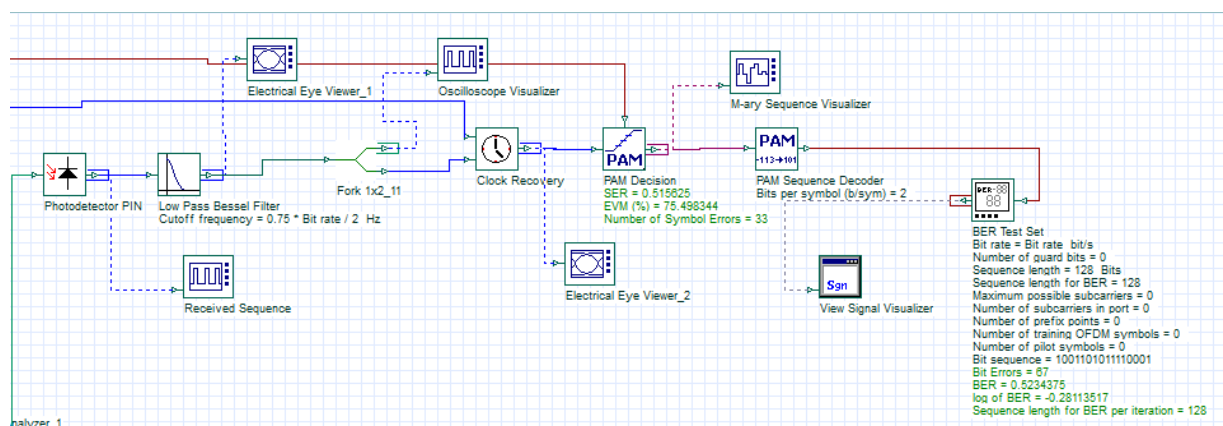 Electrical Eye Viewer_1
Oscilloscope Visualizer
M-ary Sequence Visualizer
Photodetector PIN
Low Pass Bessel Filter
Cutoff frequency = 0.75 * Bit rate / 2 Hz
Fork 1x2_11
Clock Recovery
PAM
PAM Decision
SER = 0.515625
EVM (%) = 75.498344
Number of Symbol Errors = 33
PAM
-113→101
PAM Sequence Decoder
Bits per symbol (b/sym) = 2
Received Sequence
Electrical Eye Viewer_2
Sgn
View Signal Visualizer
BER Test Set
Bit rate = Bit rate bit/s
Number of guard bits = 0
Sequence length = 128 Bits
Sequence length for BER = 128
Maximum possible subcarriers = 0
Number of subcarriers in port = 0
Number of prefix points = 0
Number of training OFDM symbols = 0
Number of pilot symbols = 0
Bit sequence = 1001101011110001
Bit Errors = 67
BER = 0.5234375
log of BER = -0.28113517
Sequence length for BER per iteration = 128
nalyzer_1